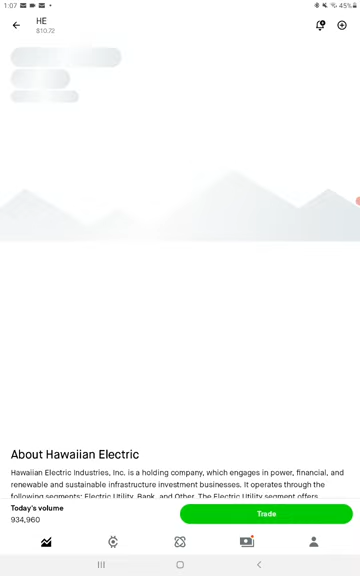 1:07
45%
HE
$10.72
About Hawaiian Electric
Hawaiian Electric Industries, Inc. is a holding company, which engages in power, financial, and
renewable and sustainable infrastructure investment businesses. It operates through the
following segments: Electric Utility, Bank, and Other. The Electric Utility segment offers
Today's volume
934,960
Trade